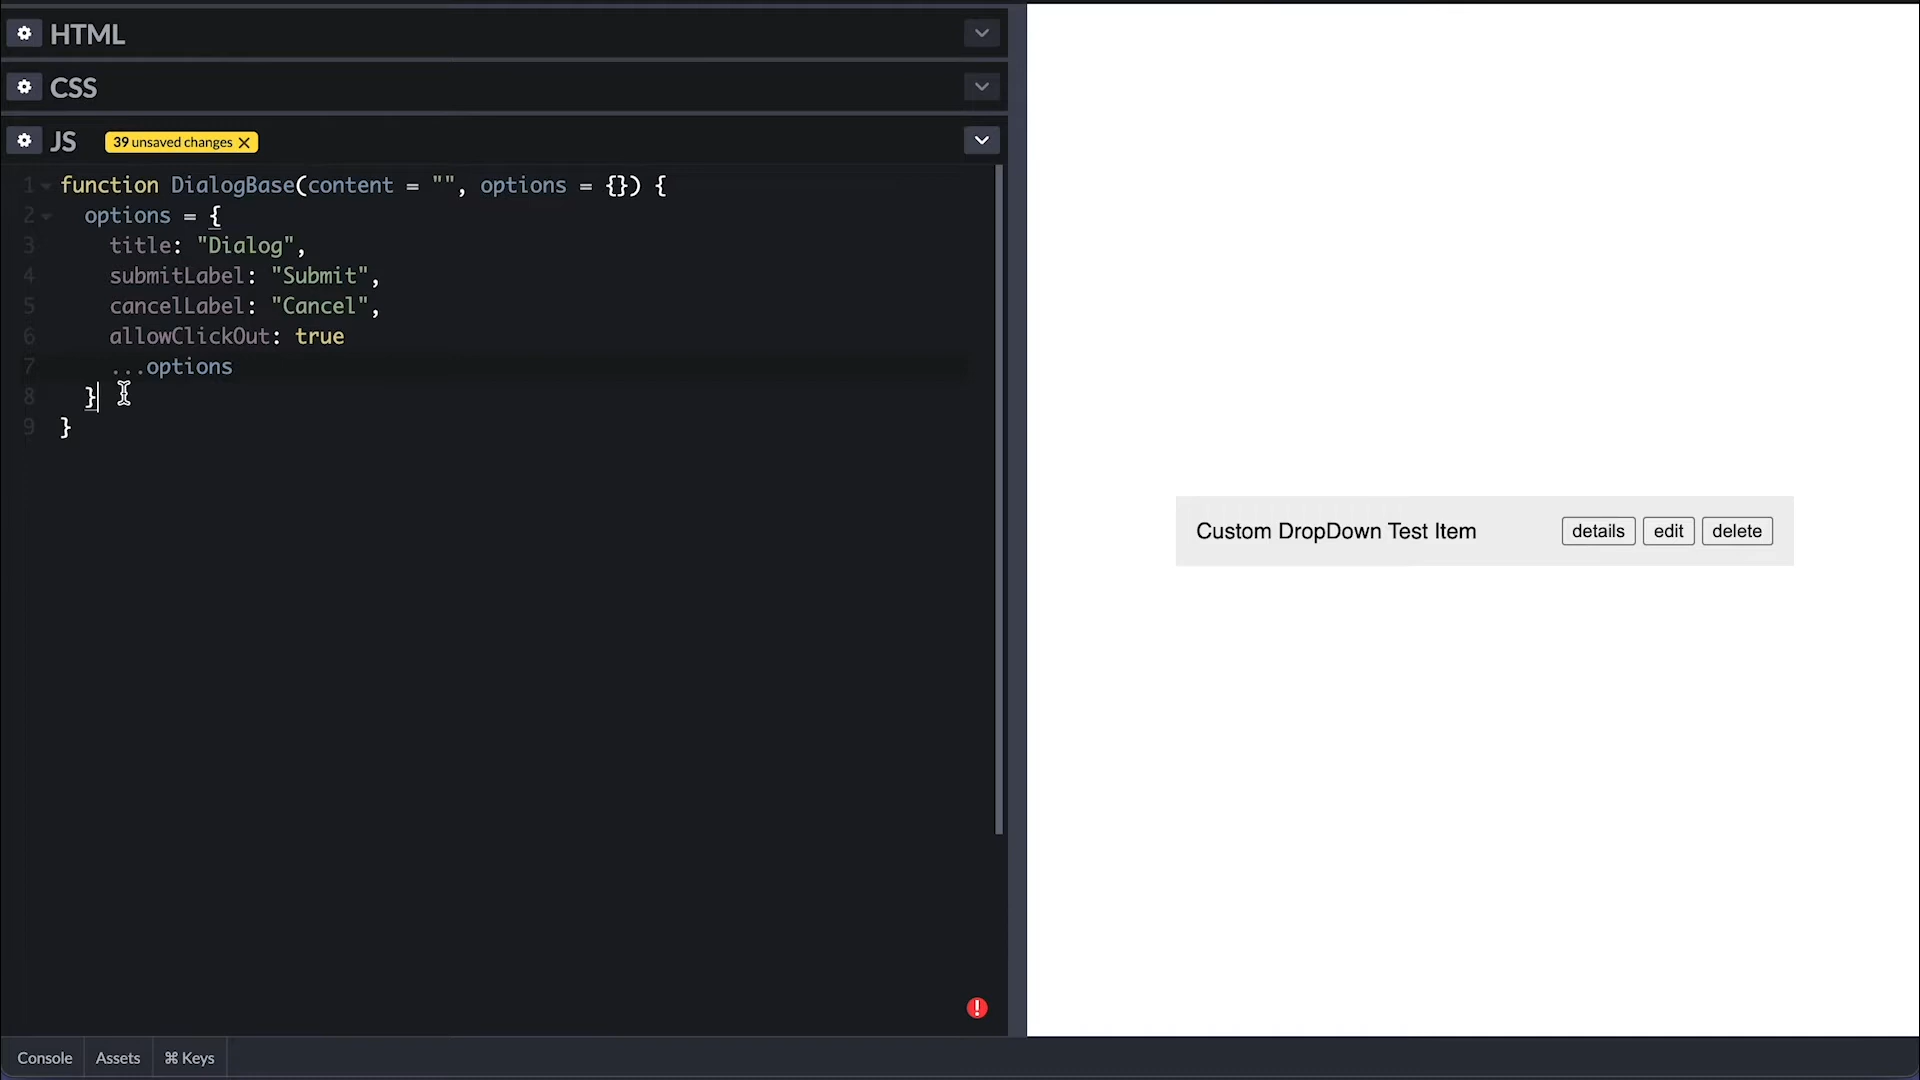 HTML
CSS
JS
39 unsaved changes
1 function DialogBase(content = "", options = {}) {
2 options = {
3 title: "Dialog",
4 submitLabel: "Submit",
5 cancelLabel: "Cancel",
6 allowClickOut: true
7 ...options
8 }
9 }
Custom DropDown Test Item details edit delete
Console Assets ⌘ Keys